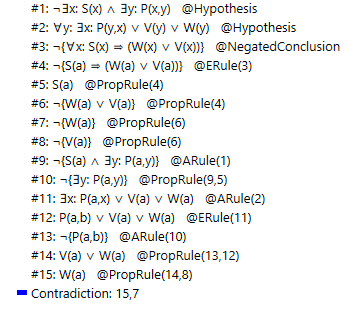 #1: ¬∃x: S(x) ∧ ∃y: P(x,y)   @Hypothesis
#2: ∀y: ∃x: P(y,x) ∨ V(y) ∨ W(y)   @Hypothesis
#3: ¬{∀x: S(x) ⇒ (W(x) ∨ V(x))}   @NegatedConclusion
#4: ¬{S(a) ⇒ (W(a) ∨ V(a))}   @ERule(3)
#5: S(a)   @PropRule(4)
#6: ¬{W(a) ∨ V(a)}   @PropRule(4)
#7: ¬{W(a)}   @PropRule(6)
#8: ¬{V(a)}   @PropRule(6)
#9: ¬{S(a) ∧ ∃y: P(a,y)}   @ARule(1)
#10: ¬{∃y: P(a,y)}   @PropRule(9,5)
#11: ∃x: P(a,x) ∨ V(a) ∨ W(a)   @ARule(2)
#12: P(a,b) ∨ V(a) ∨ W(a)   @ERule(11)
#13: ¬{P(a,b)}   @ARule(10)
#14: V(a) ∨ W(a)   @PropRule(13,12)
#15: W(a)   @PropRule(14,8)
Contradiction: 15,7